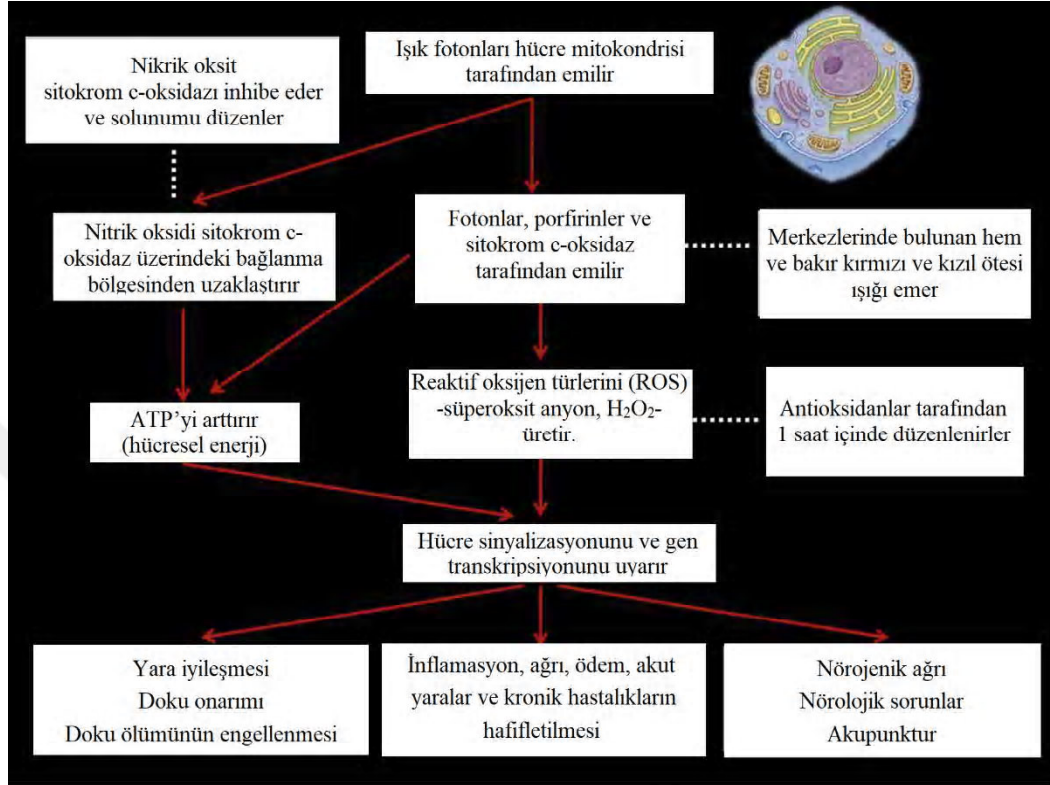 Nikrik oksit
sitokrom c-oksidazı inhibe eder
ve solunumu düzenler
Işık fotonları hücre mitokondrisi
tarafından emilir
Nitrik oksidi sitokrom c-
oksidaz üzerindeki bağlanma
bölgesinden uzaklaştırır
Fotonlar, porfirinler ve
sitokrom c-oksidaz
tarafından emilir
Merkezlerinde bulunan hem
ve bakır kırmızı ve kızıl ötesi
ışığı emer
ATP’yi arttırır
(hücresel enerji)
Reaktif oksijen türlerini (ROS)
-süperoksit anyon, H₂O₂-
üretir.
Antioksidanlar tarafından
1 saat içinde düzenlenirler
Hücre sinyalizasyonunu ve gen
transkripsiyonunu uyarır
Yara iyileşmesi
Doku onarımı
Doku ölümünün engellenmesi
İnflamasyon, ağrı, ödem, akut
yaralar ve kronik hastalıkların
hafifletilmesi
Nörojenik ağrı
Nörolojik sorunlar
Akupunktur